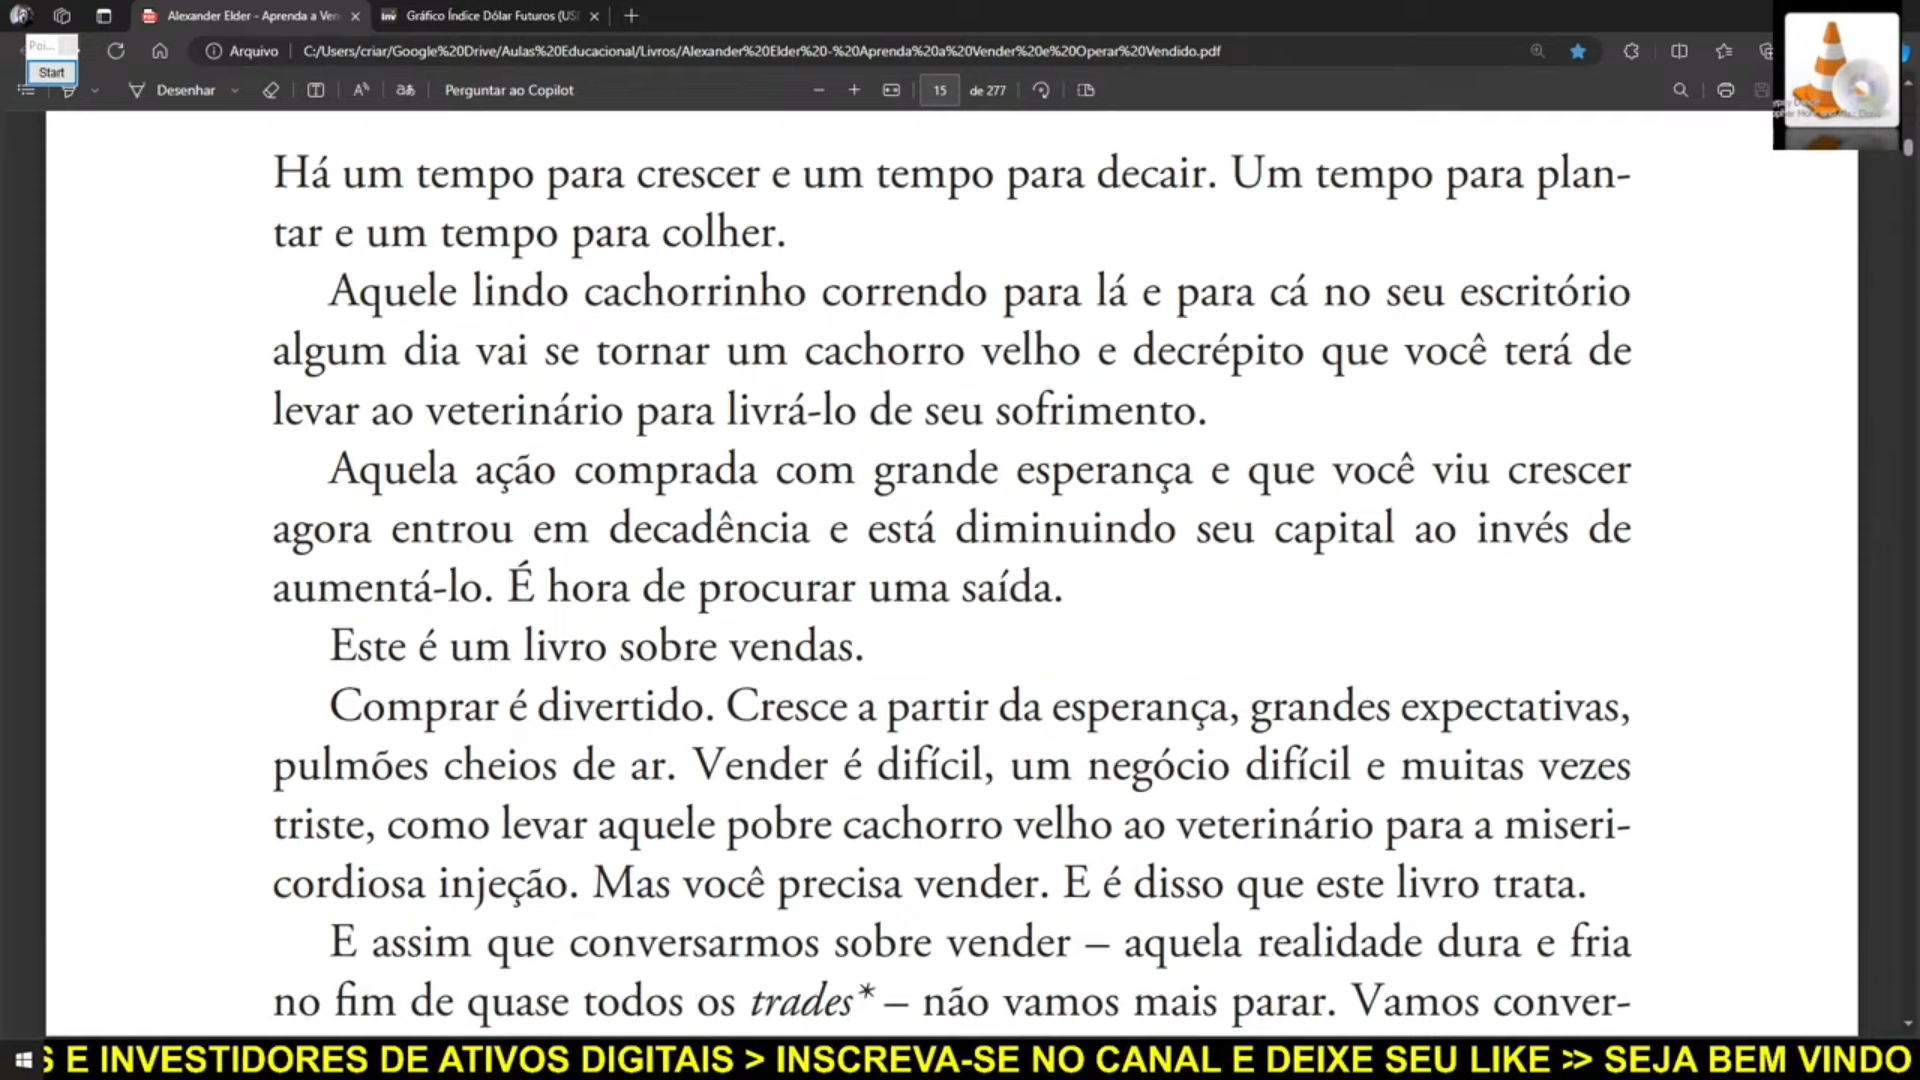 Alexander Elder - Aprenda a Ven
Gráfico Índice Dólar Futuros (US
Poi...
Start
Arquivo
C:/Users/criar/Google%20Drive/Aulas%20Educacional/Livros/Alexander%20Elder%20-%20Aprenda%20a%20Vender%20e%20Operar%20Vendido.pdf
Desenhar
Perguntar ao Copilot
15
de 277
Há um tempo para crescer e um tempo para decair. Um tempo para plan-
tar e um tempo para colher.
Aquele lindo cachorrinho correndo para lá e para cá no seu escritório
algum dia vai se tornar um cachorro velho e decrépito que você terá de
levar ao veterinário para livrá-lo de seu sofrimento.
Aquela ação comprada com grande esperança e que você viu crescer
agora entrou em decadência e está diminuindo seu capital ao invés de
aumentá-lo. É hora de procurar uma saída.
Este é um livro sobre vendas.
Comprar é divertido. Cresce a partir da esperança, grandes expectativas,
pulmões cheios de ar. Vender é difícil, um negócio difícil e muitas vezes
triste, como levar aquele pobre cachorro velho ao veterinário para a miseri-
cordiosa injeção. Mas você precisa vender. E é disso que este livro trata.
E assim que conversarmos sobre vender – aquela realidade dura e fria
no fim de quase todos os trades* – não vamos mais parar. Vamos conver-
S E INVESTIDORES DE ATIVOS DIGITAIS > INSCREVA-SE NO CANAL E DEIXE SEU LIKE >> SEJA BEM VINDO